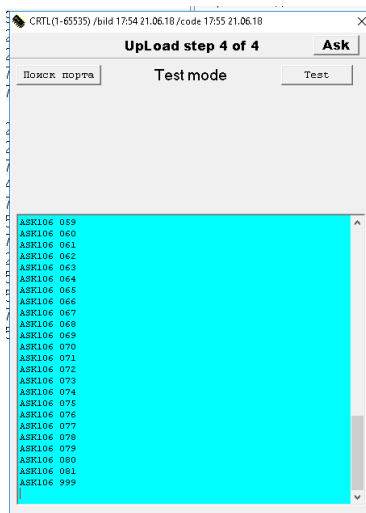 CRTL(1-65535) /bild 17:54 21.06.18 /code 17:55 21.06.18
UpLoad step 4 of 4
Ask
Поиск порта
Test mode
Test
ASK106 059
ASK106 060
ASK106 061
ASK106 062
ASK106 063
ASK106 064
ASK106 065
ASK106 066
ASK106 067
ASK106 068
ASK106 069
ASK106 070
ASK106 071
ASK106 072
ASK106 073
ASK106 074
ASK106 075
ASK106 076
ASK106 077
ASK106 078
ASK106 079
ASK106 080
ASK106 081
ASK106 999